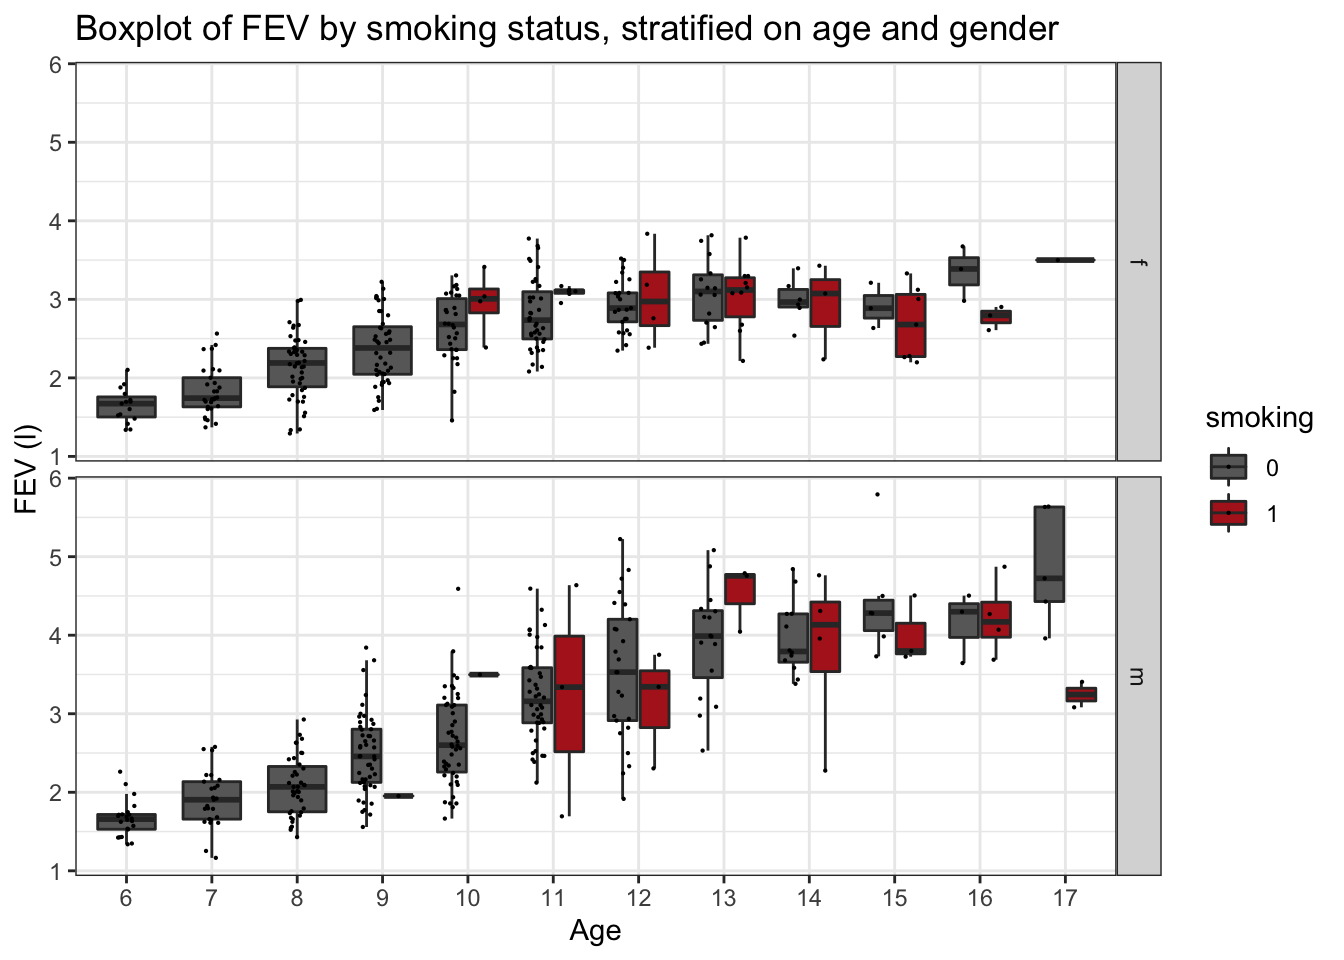 Boxplot of FEV by smoking status, stratified on age and gender
6
5
4
3
2
1
f
6
5
4
3
2
1
m
FEV (l)
6 7 8 9 10 11 12 13 14 15 16 17
Age
smoking
0
1